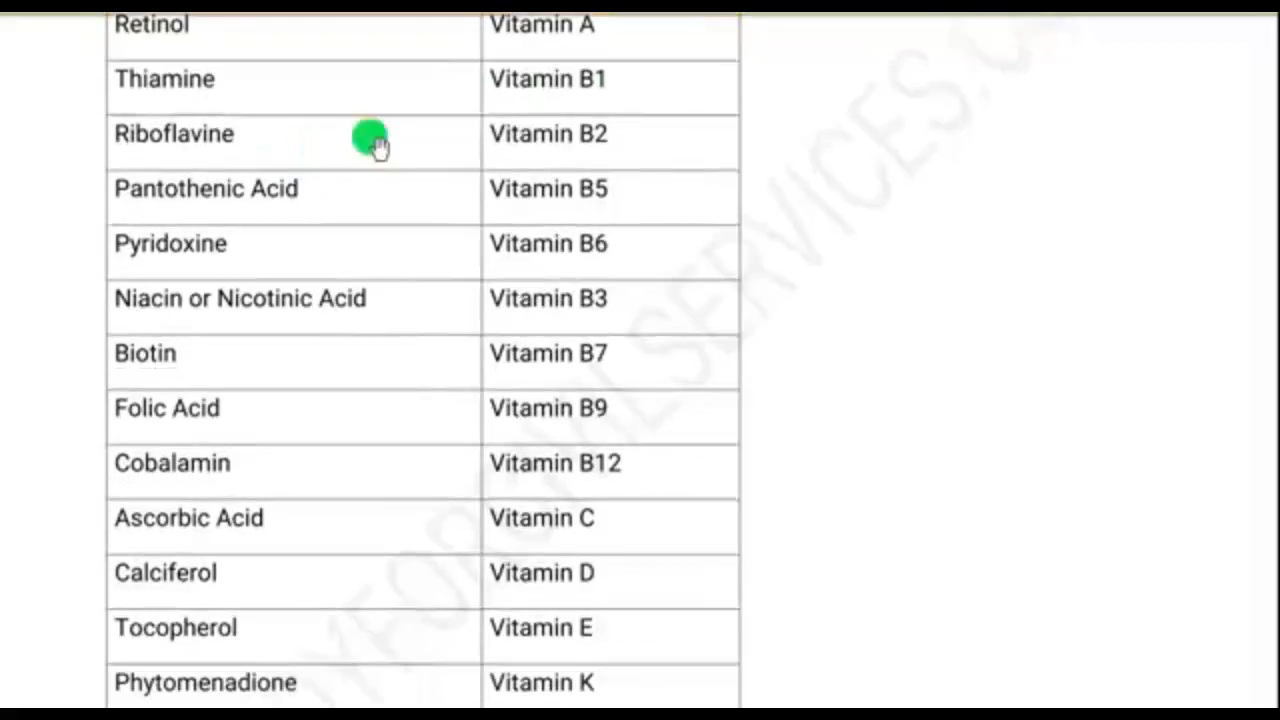 Retinol Vitamin A
Thiamine Vitamin B1
Riboflavine Vitamin B2
Pantothenic Acid Vitamin B5
Pyridoxine Vitamin B6
Niacin or Nicotinic Acid Vitamin B3
Biotin Vitamin B7
Folic Acid Vitamin B9
Cobalamin Vitamin B12
Ascorbic Acid Vitamin C
Calciferol Vitamin D
Tocopherol Vitamin E
Phytomenadione Vitamin K